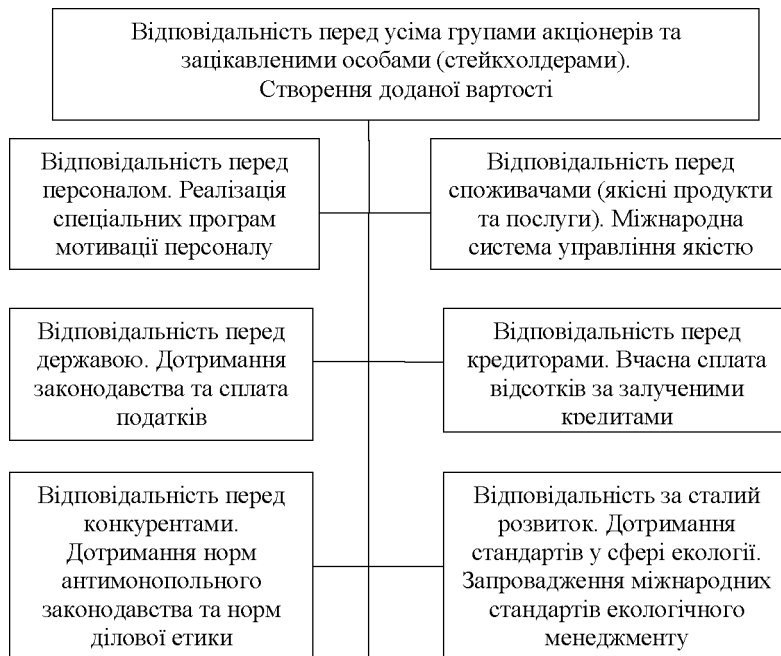 Відповідальність перед усіма групами акціонерів та
зацікавленими особами (стейкхолдерами).
Створення доданої вартості
Відповідальність перед
персоналом. Реалізація
спеціальних програм
мотивації персоналу
Відповідальність перед
споживачами (якісні продукти
та послуги). Міжнародна
система управління якістю
Відповідальність перед
державою. Дотримання
законодавства та сплата
податків
Відповідальність перед
кредиторами. Вчасна сплата
відсотків за залученими
кредитами
Відповідальність перед
конкурентами.
Дотримання норм
антимонопольного
законодавства та норм
ділової етики
Відповідальність за сталий
розвиток. Дотримання
стандартів у сфері екології.
Запровадження міжнародних
стандартів екологічного
менеджменту